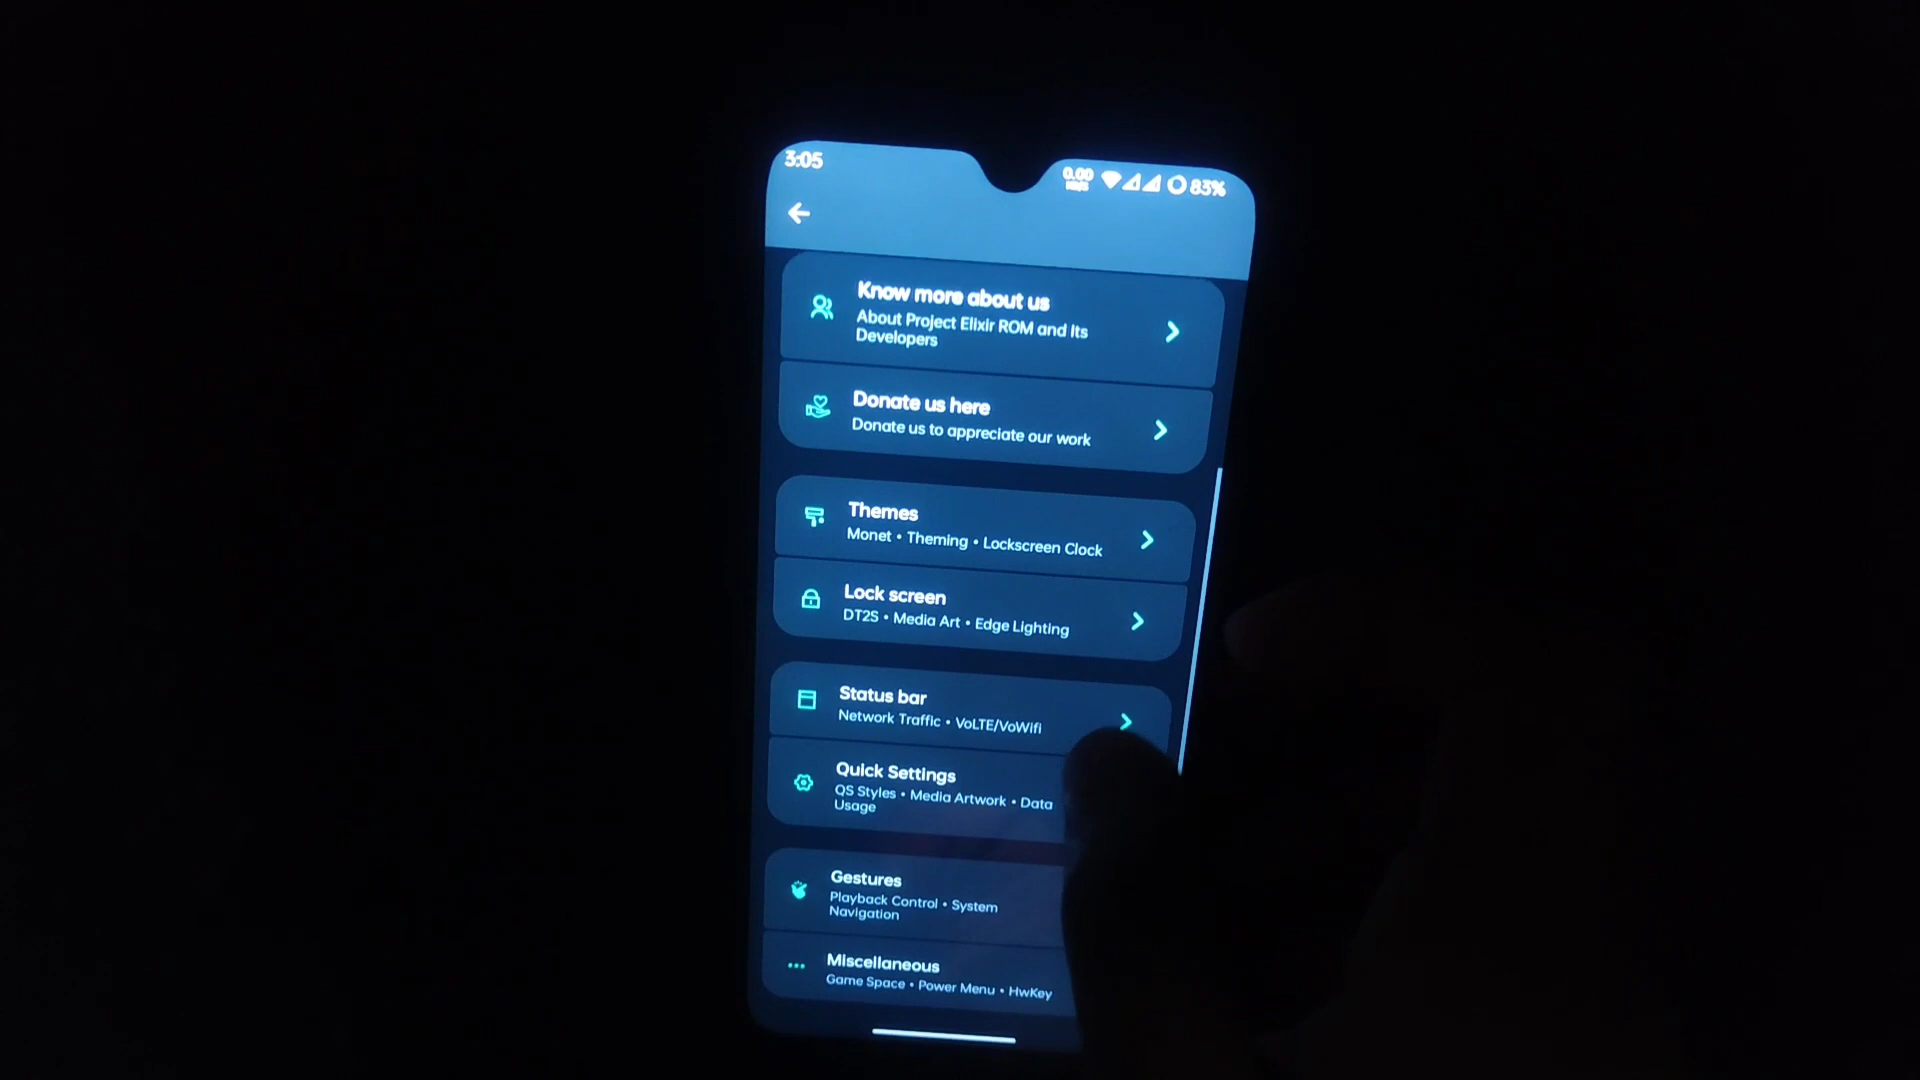 3:05
0.00
83%
Know more about us
About Project Elixir ROM and Its
Developers
Donate us here
Donate us to appreciate our work
Themes
Monet • Theming • Lockscreen Clock
Lock screen
DT2S • Media Art • Edge Lighting
Status bar
Network Traffic • VoLTE/VoWifi
Quick Settings
QS Styles • Media Artwork • Data
Usage
Gestures
Playback Control • System
Navigation
Miscellaneous
Game Space • Power Menu • HwKey